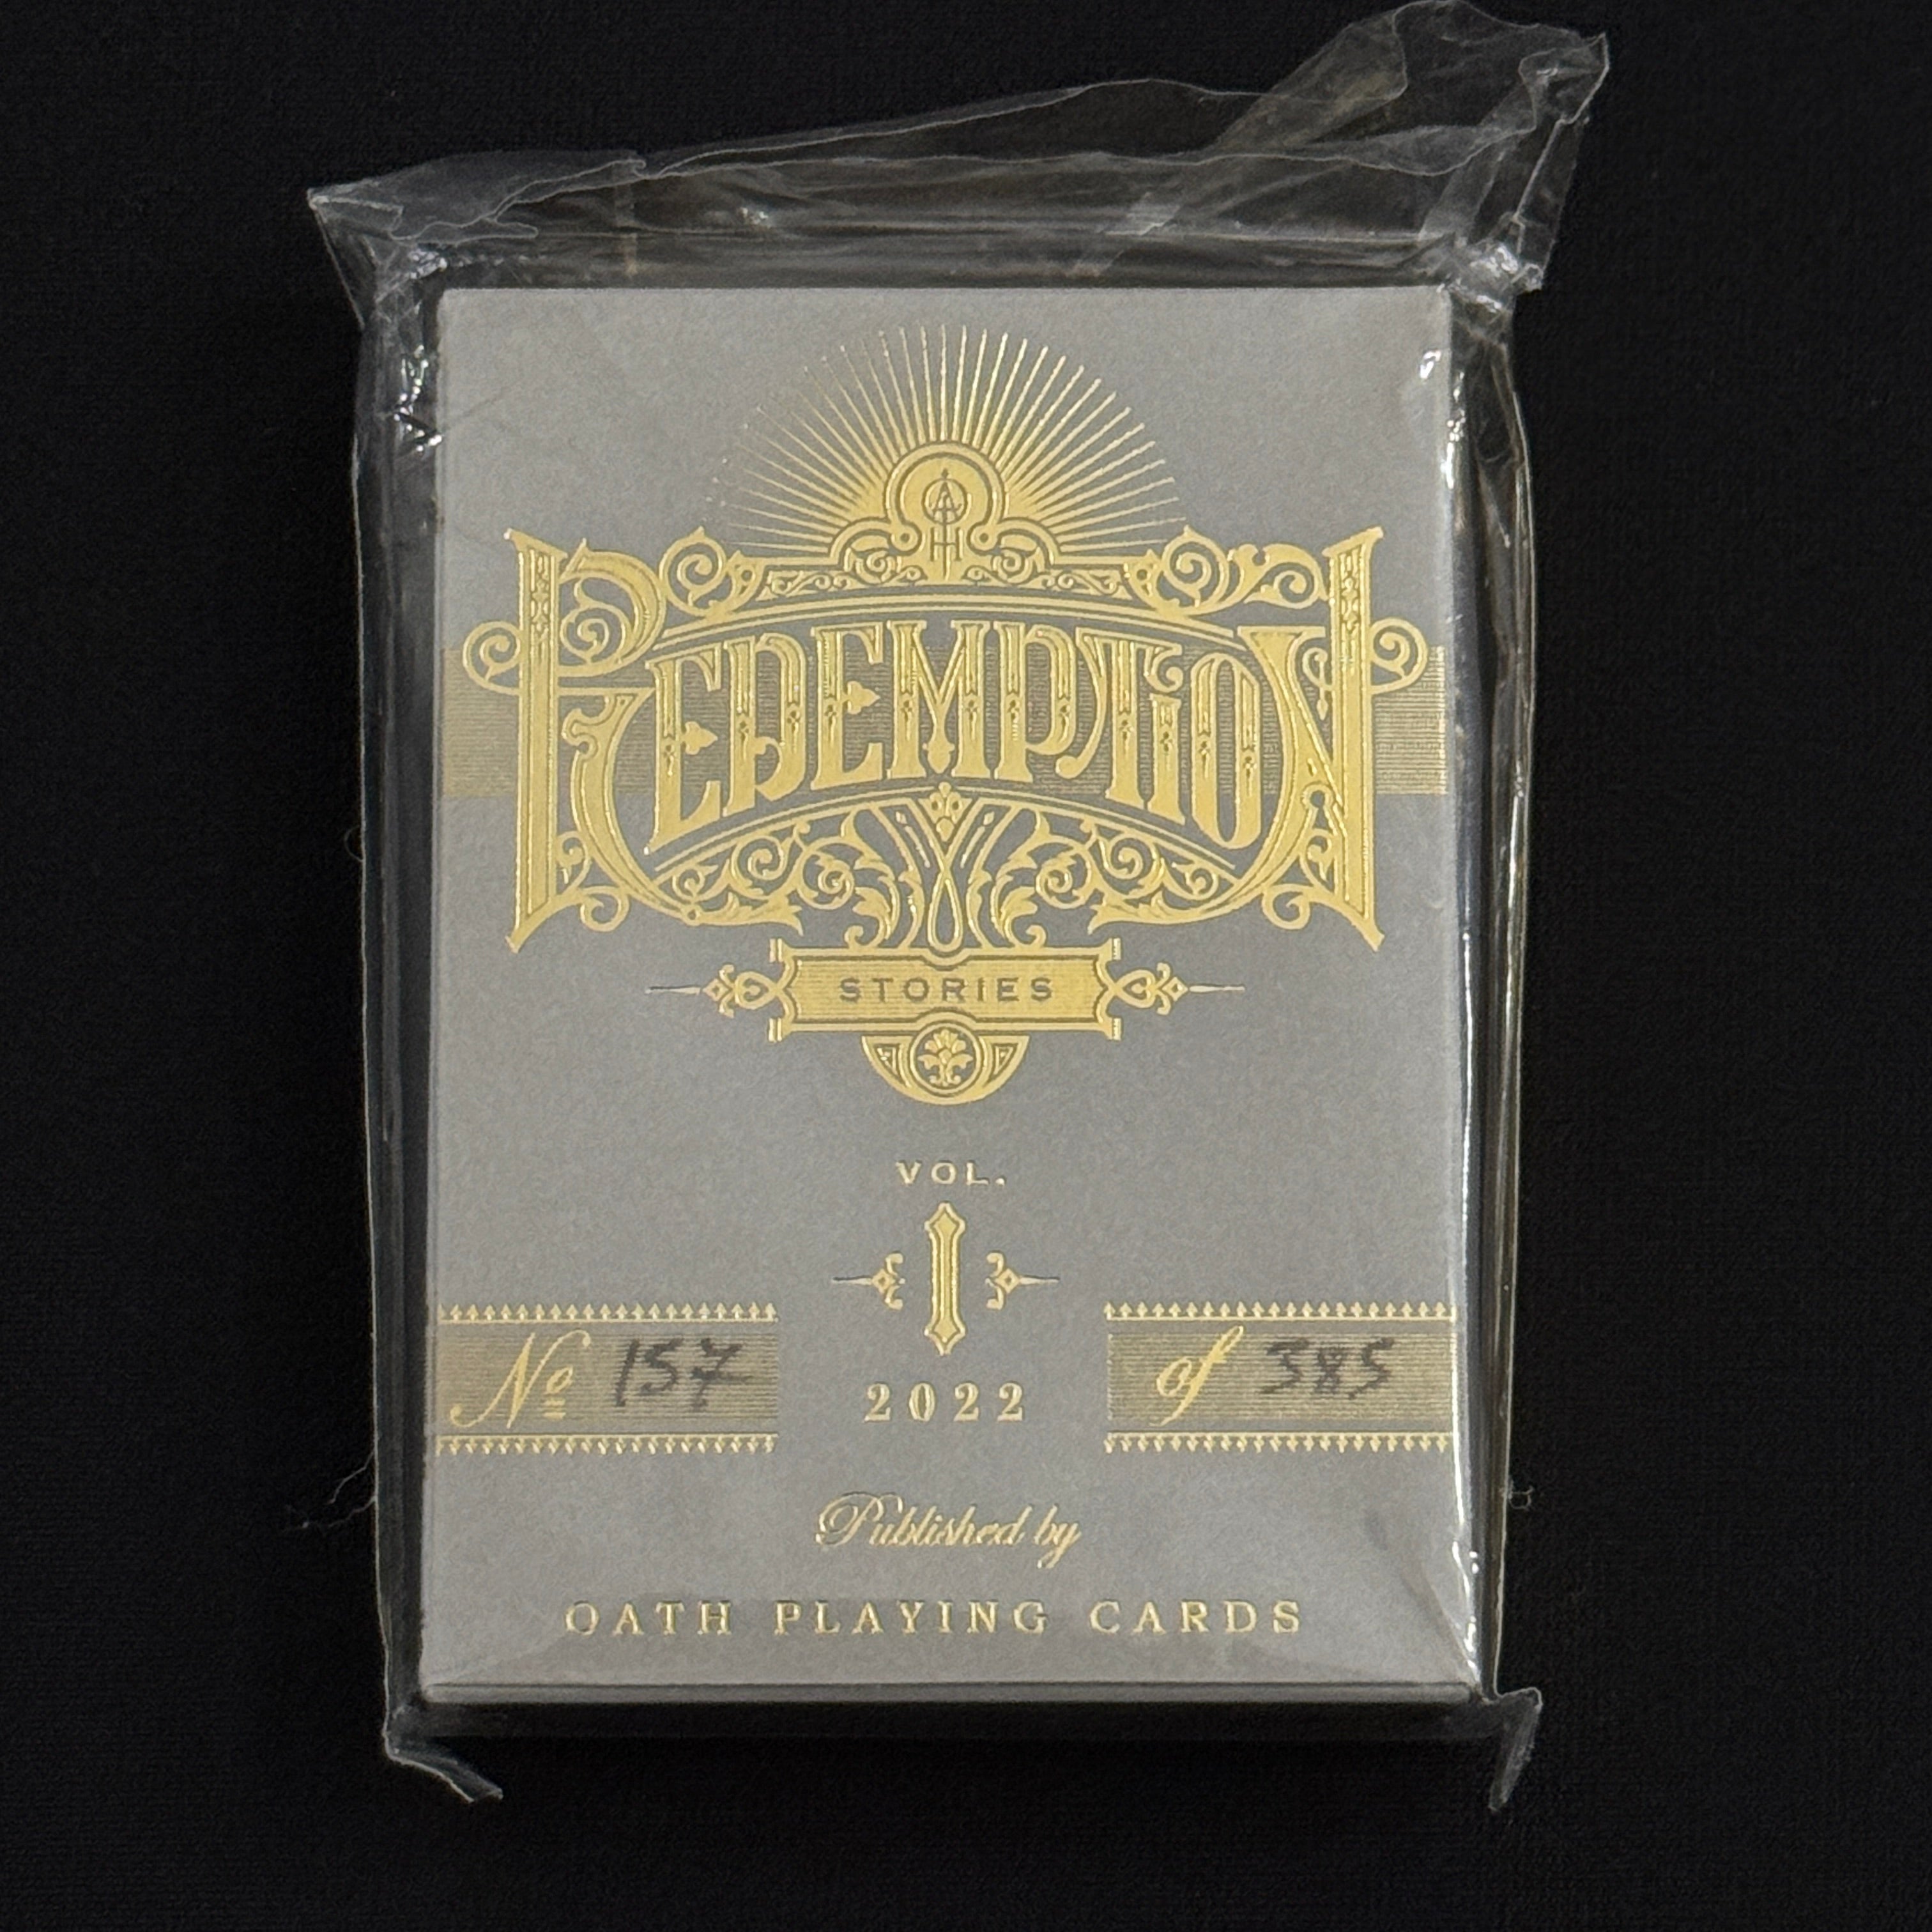 REDEMPTION
STORIES
VOL.
I
2022
Nº 157
of 385
Published by
OATH PLAYING CARDS